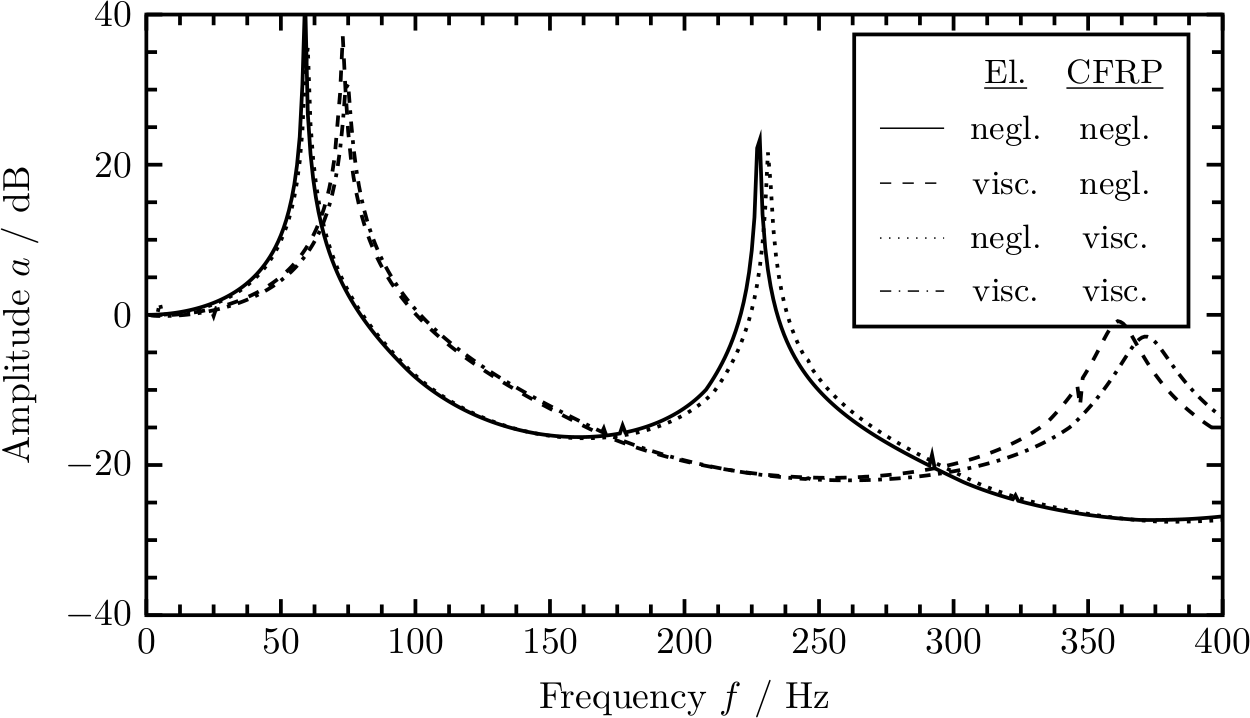 40
20
0
−20
−40
Amplitude a / dB
El. CFRP
negl. negl.
visc. negl.
negl. visc.
visc. visc.
0 50 100 150 200 250 300 350 400
Frequency f / Hz